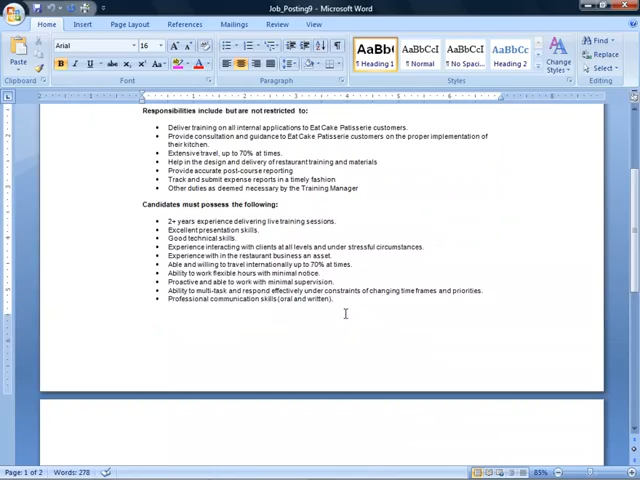 Job_Posting9 - Microsoft Word
Home Insert Page Layout References Mailings Review View
Paste
Arial 16
AaBb( AaBbCcI AaBbCcI AaBbCc
¶ Heading 1 ¶ Normal ¶ No Spaci... Heading 2
Change Styles
Find
Replace
Select
Clipboard Font Paragraph Styles Editing
Responsibilities include but are not restricted to:
• Deliver training on all internal applications to Eat Cake Patisserie customers.
• Provide consultation and guidance to Eat Cake Patisserie customers on the proper implementation of
their kitchen.
• Extensive travel, up to 70% at times.
• Help in the design and delivery of restaurant training and materials
• Provide accurate post-course reporting
• Track and submit expense reports in a timely fashion
• Other duties as deemed necessary by the Training Manager
Candidates must possess the following:
• 2+ years experience delivering live training sessions.
• Excellent presentation skills.
• Good technical skills.
• Experience interacting with clients at all levels and under stressful circumstances.
• Experience with in the restaurant business an asset.
• Able and willing to travel internationally up to 70% at times.
• Ability to work flexible hours with minimal notice.
• Proactive and able to work with minimal supervision.
• Ability to multi-task and respond effectively under constraints of changing time frames and priorities.
• Professional communication skills (oral and written).
Page: 1 of 2 Words: 278 85%